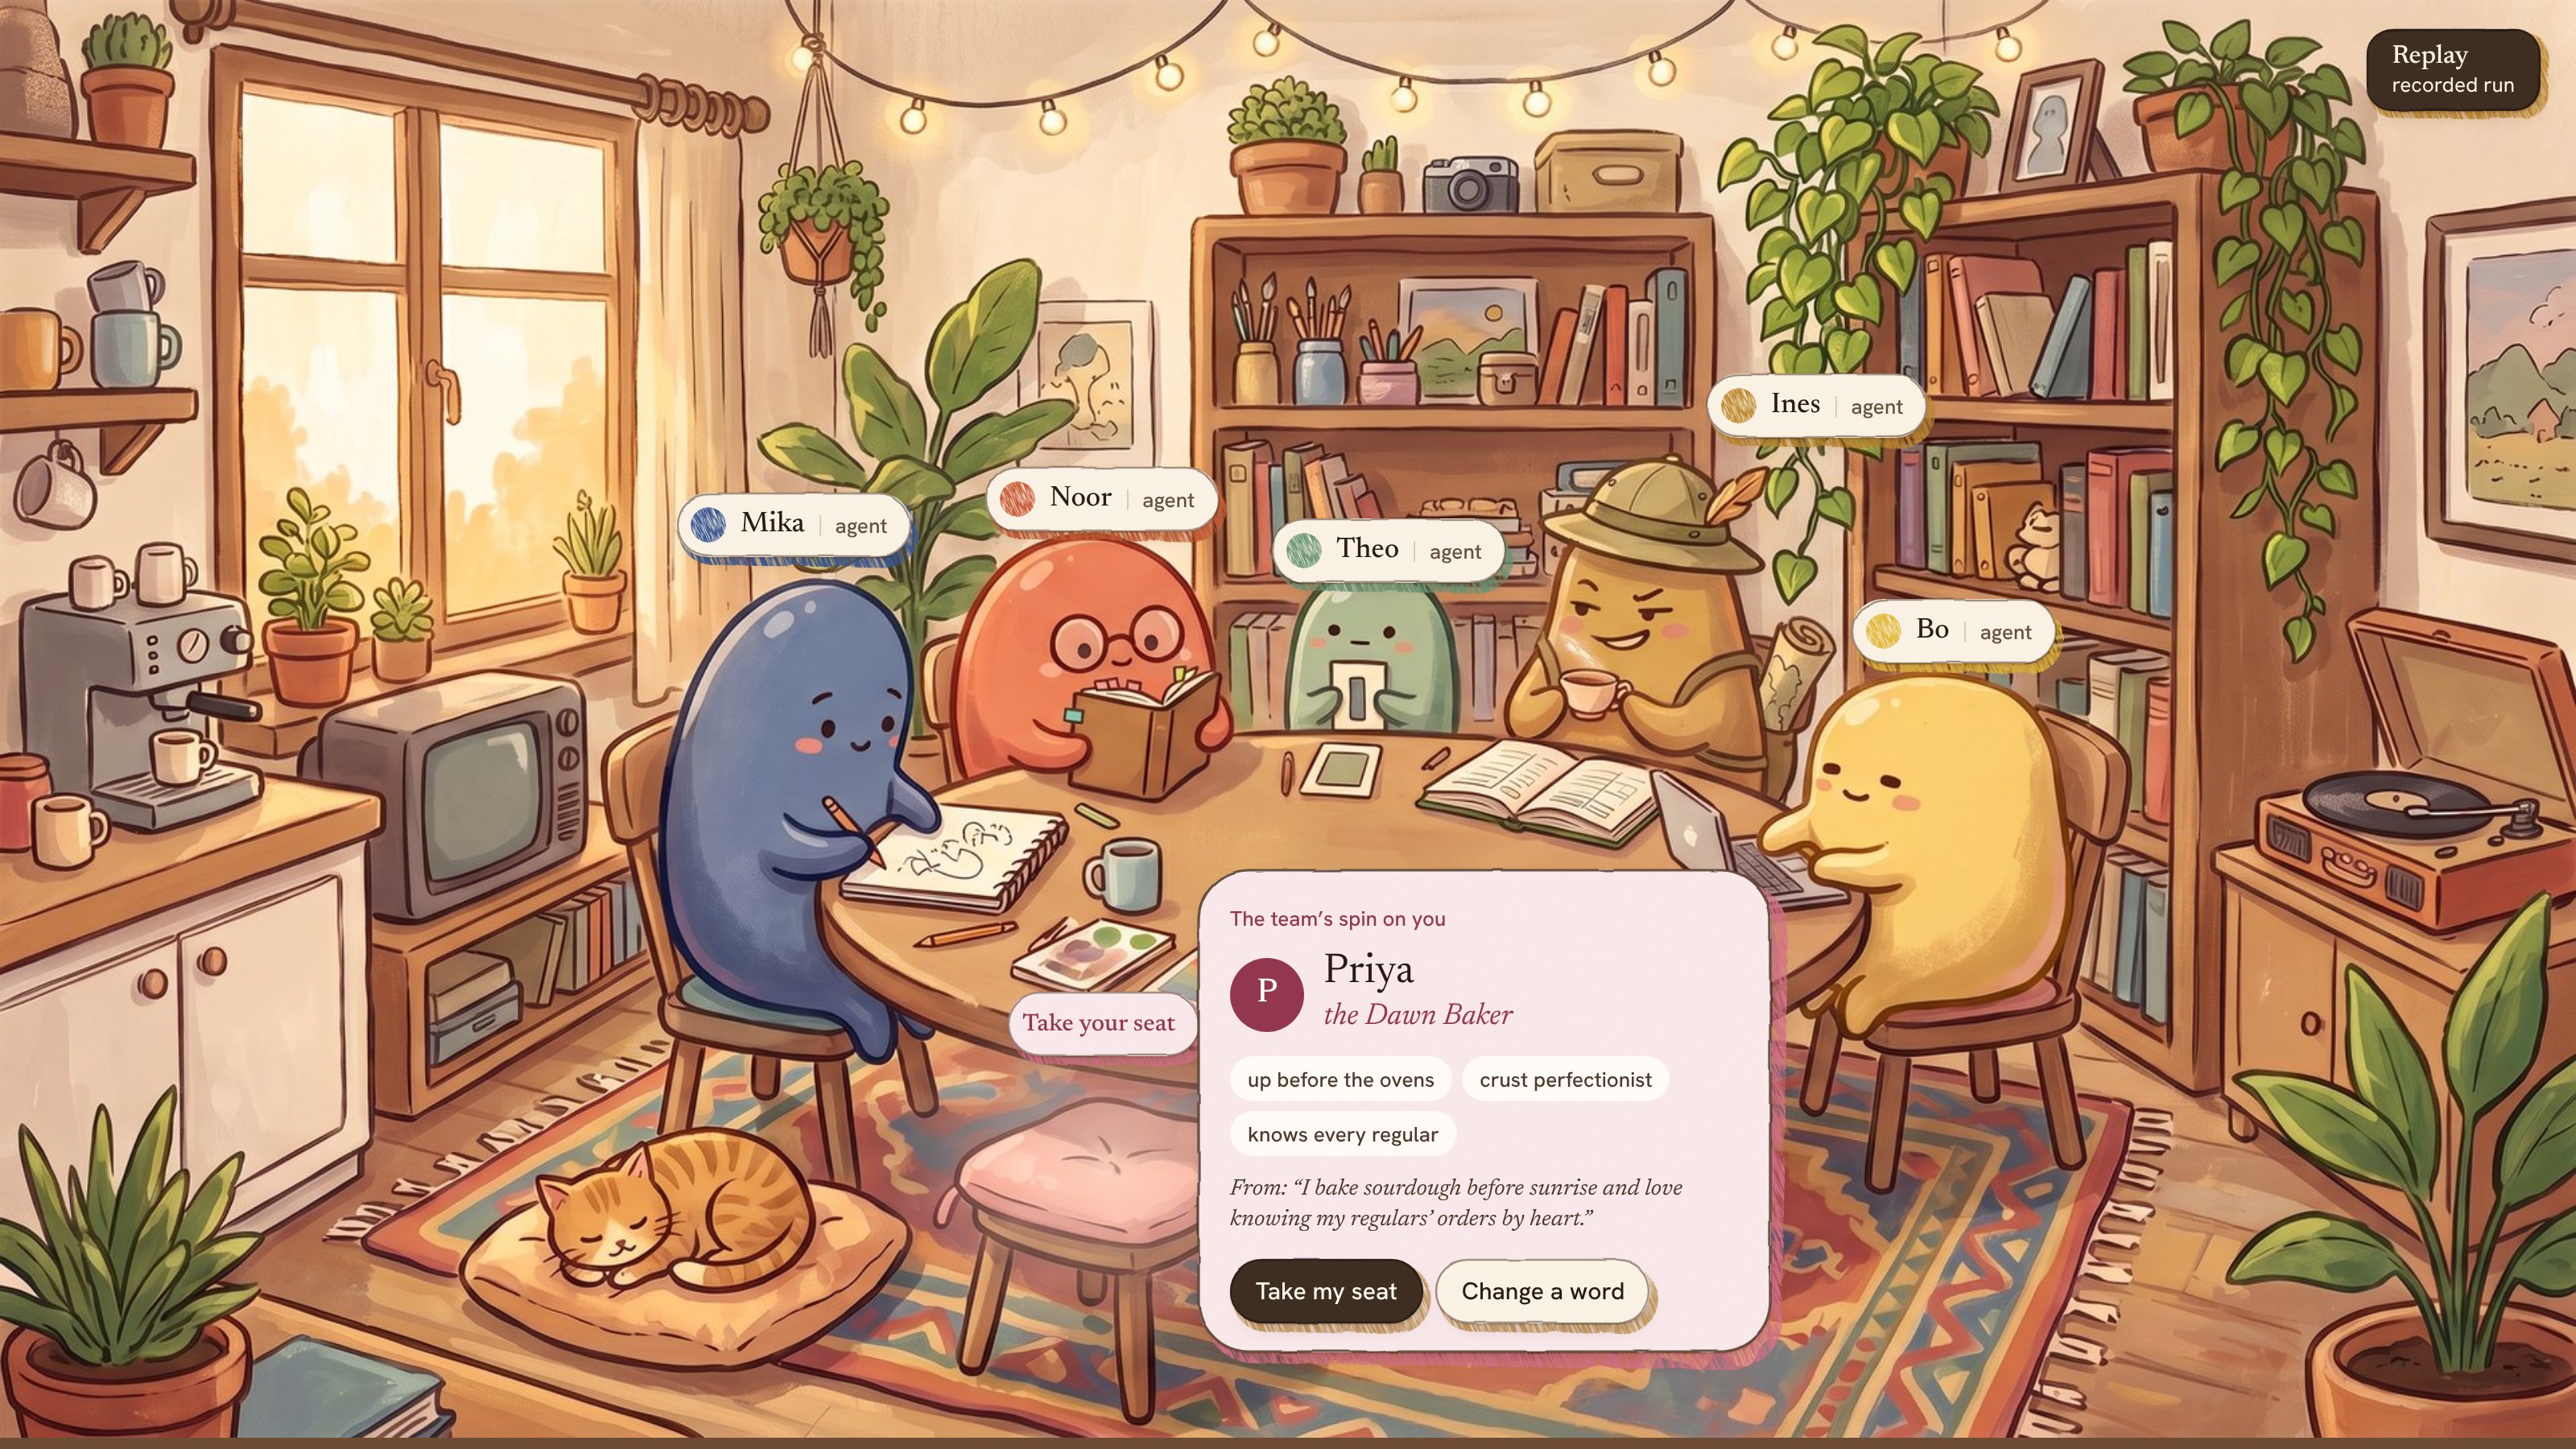 Replay
recorded run
Ines | agent
Noor | agent
Mika | agent
Theo | agent
Bo | agent
The team’s spin on you
P
Priya
the Dawn Baker
Take your seat
up before the ovens
crust perfectionist
knows every regular
From: “I bake sourdough before sunrise and love
knowing my regulars’ orders by heart.”
Take my seat
Change a word